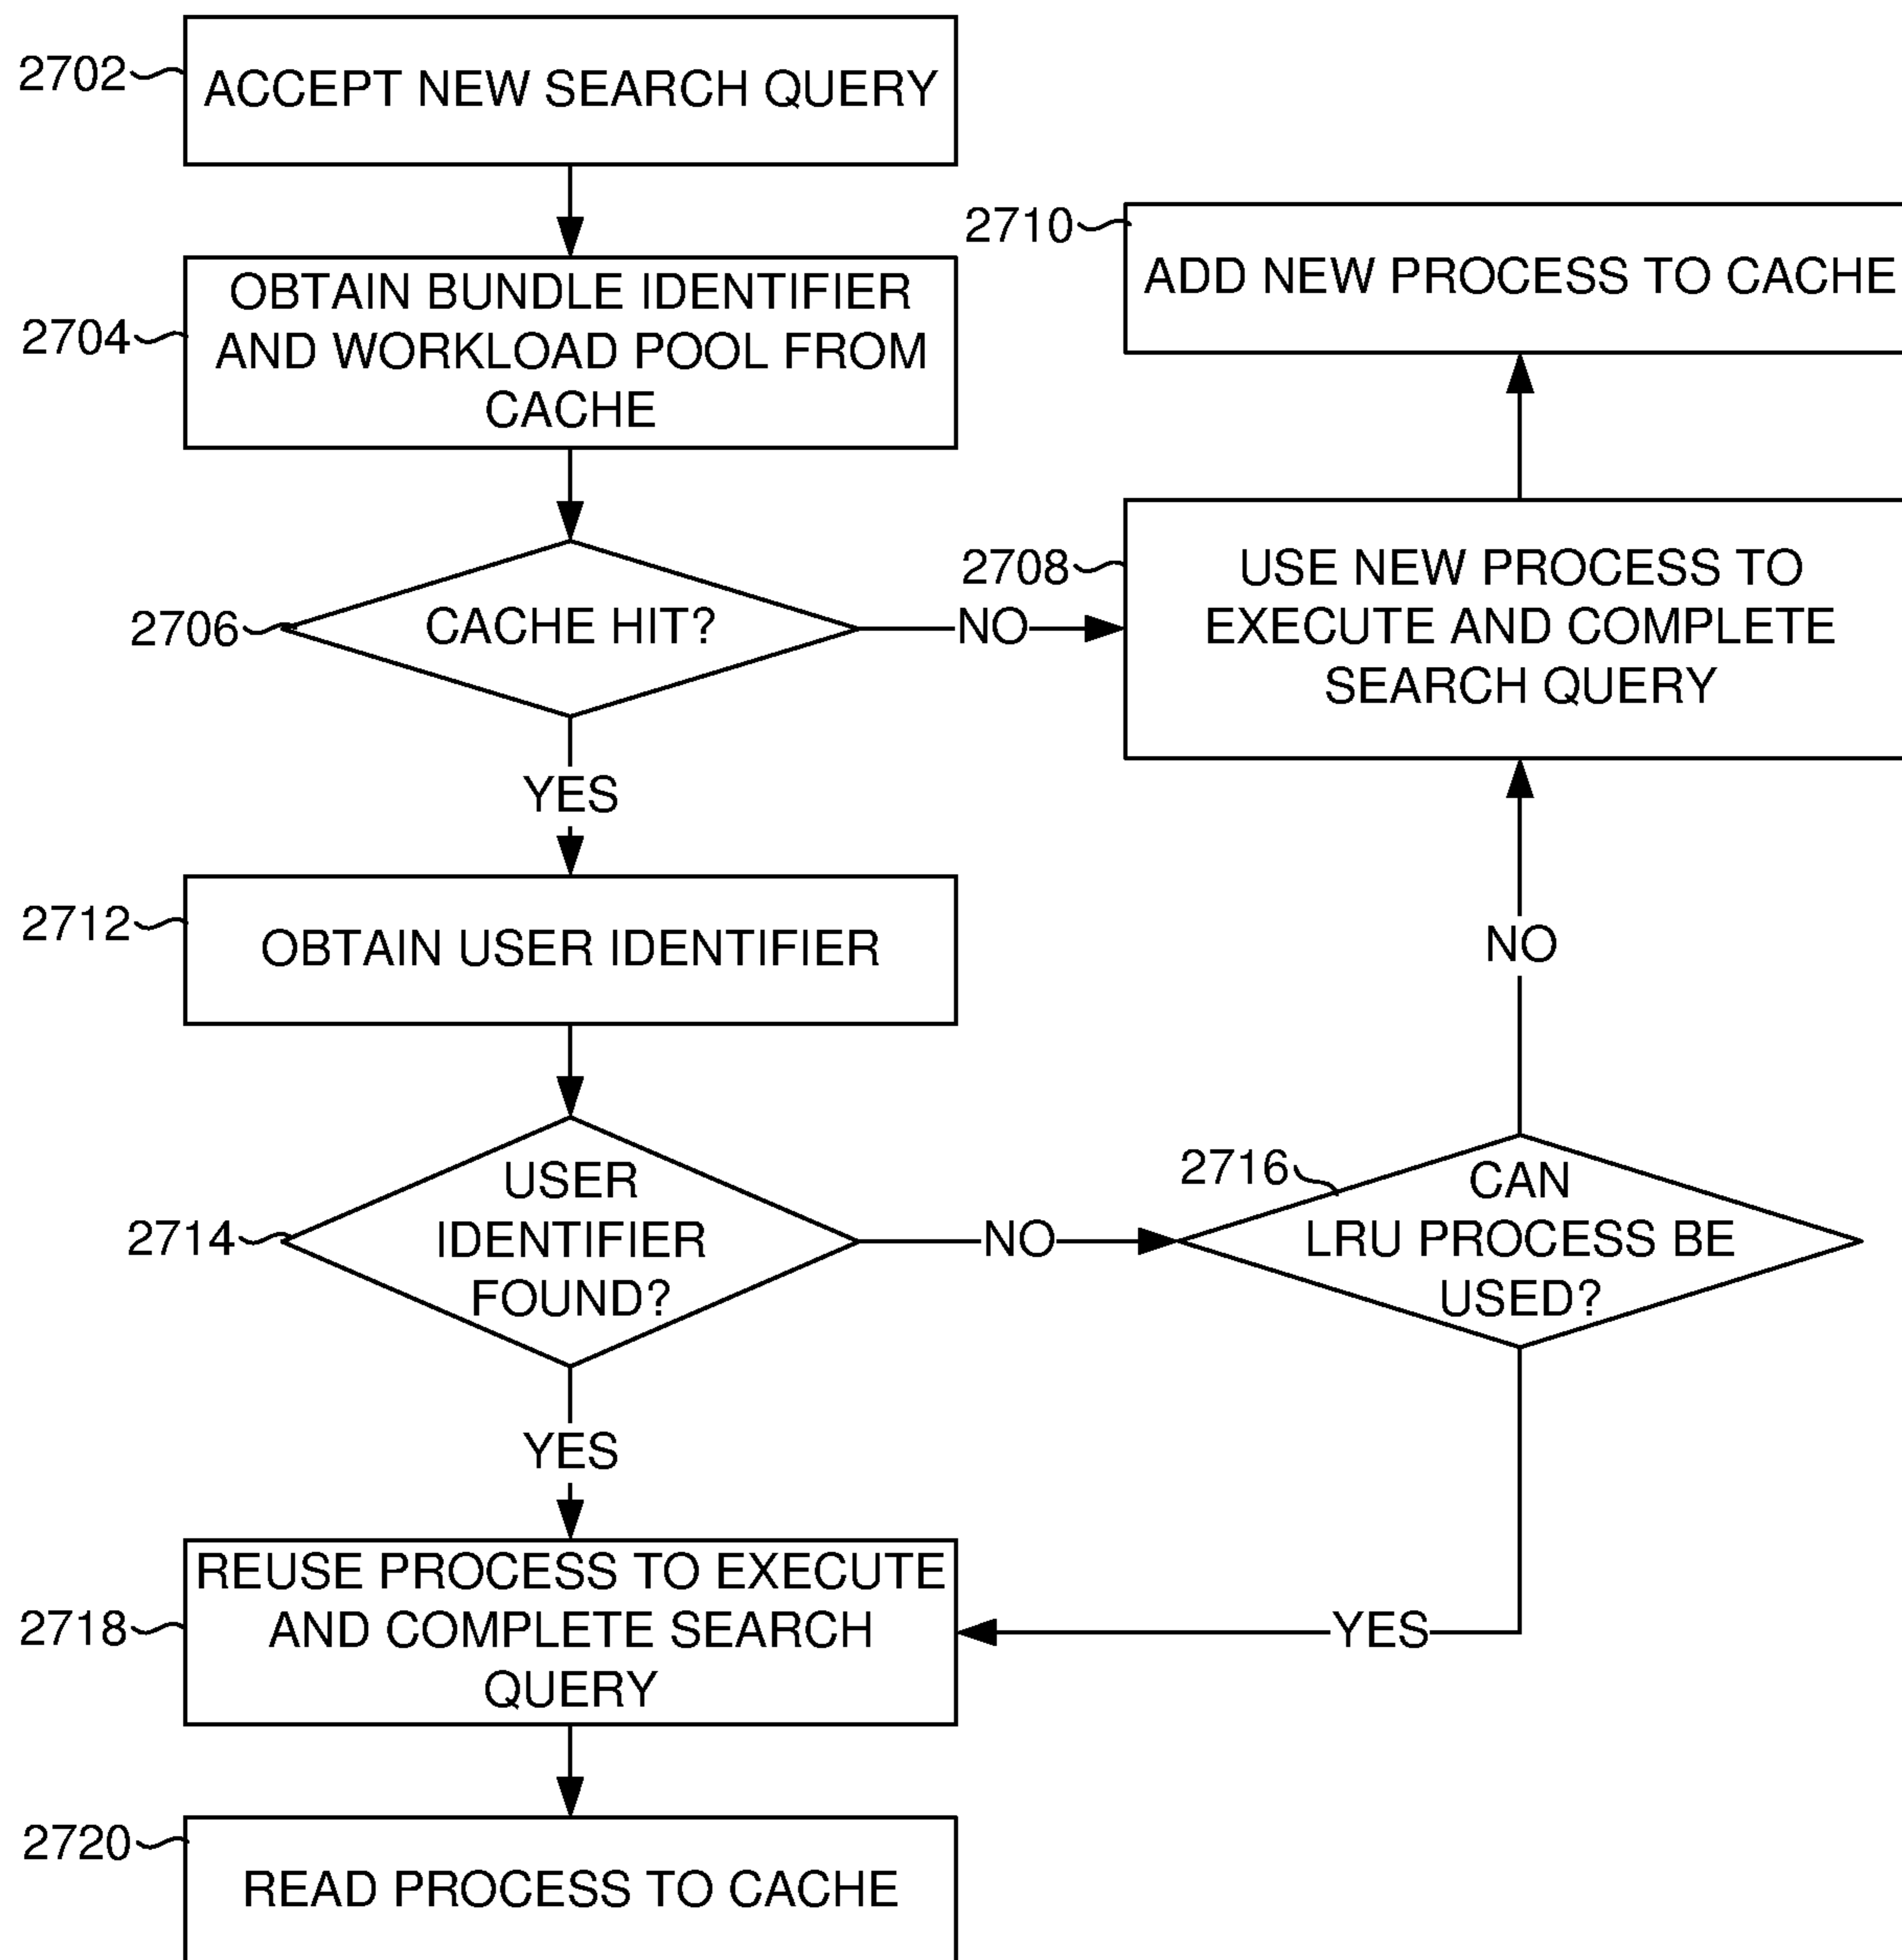 2702
ACCEPT NEW SEARCH QUERY
2704
OBTAIN BUNDLE IDENTIFIER
AND WORKLOAD POOL FROM
CACHE
2710
ADD NEW PROCESS TO CACHE
2706
CACHE HIT?
NO
2708
USE NEW PROCESS TO
EXECUTE AND COMPLETE
SEARCH QUERY
YES
2712
OBTAIN USER IDENTIFIER
NO
2714
USER
IDENTIFIER
FOUND?
NO
2716
CAN
LRU PROCESS BE
USED?
YES
2718
REUSE PROCESS TO EXECUTE
AND COMPLETE SEARCH
QUERY
YES
2720
READ PROCESS TO CACHE